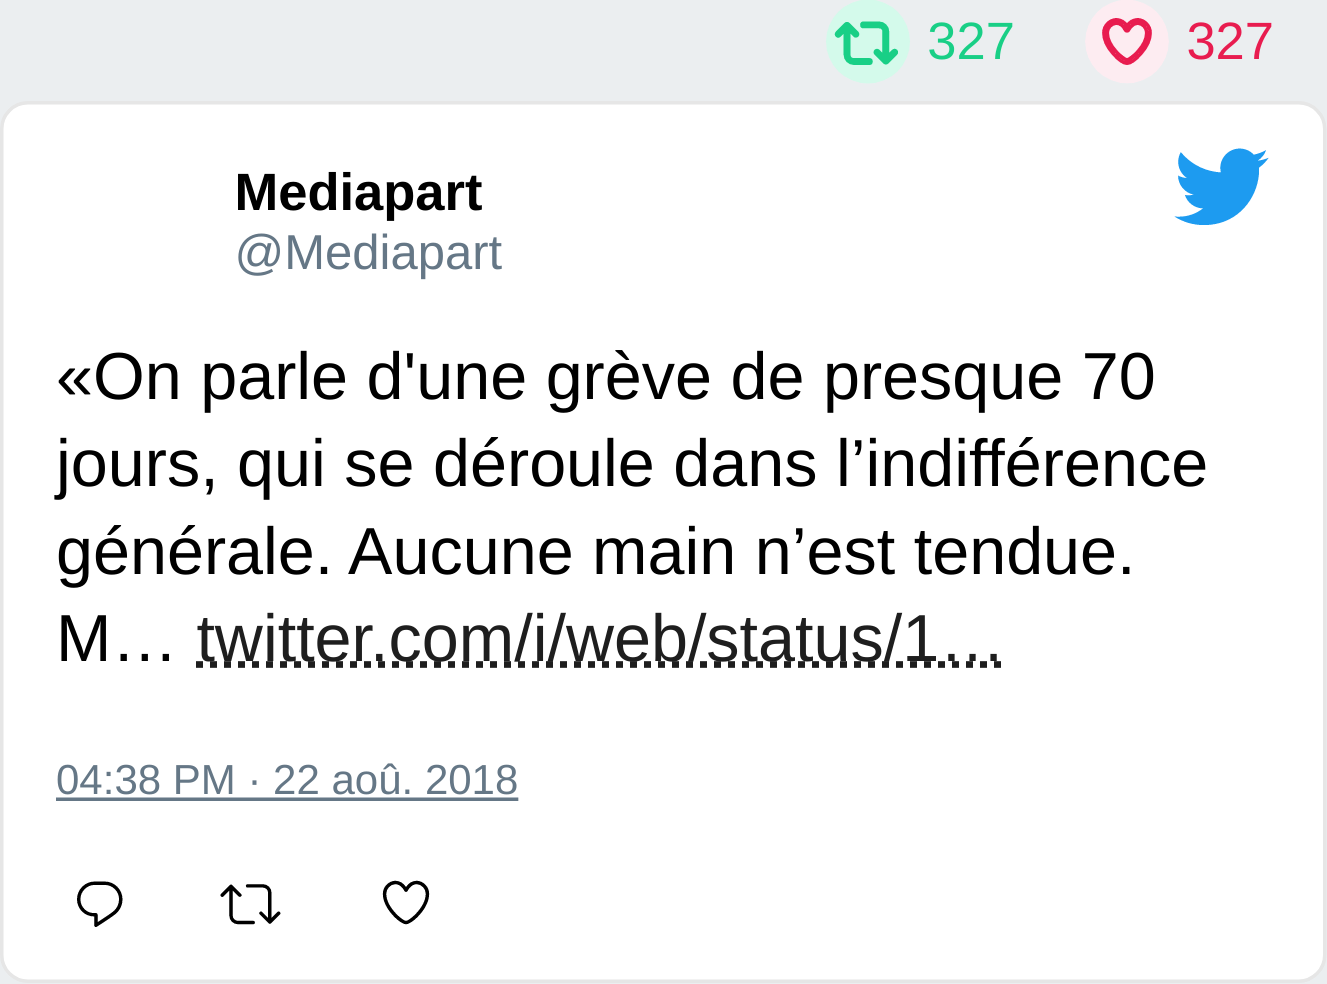 327 327
Mediapart
@Mediapart
«On parle d'une grève de presque 70
jours, qui se déroule dans l’indifférence
générale. Aucune main n’est tendue.
M… twitter.com/i/web/status/1…
04:38 PM · 22 aoû. 2018